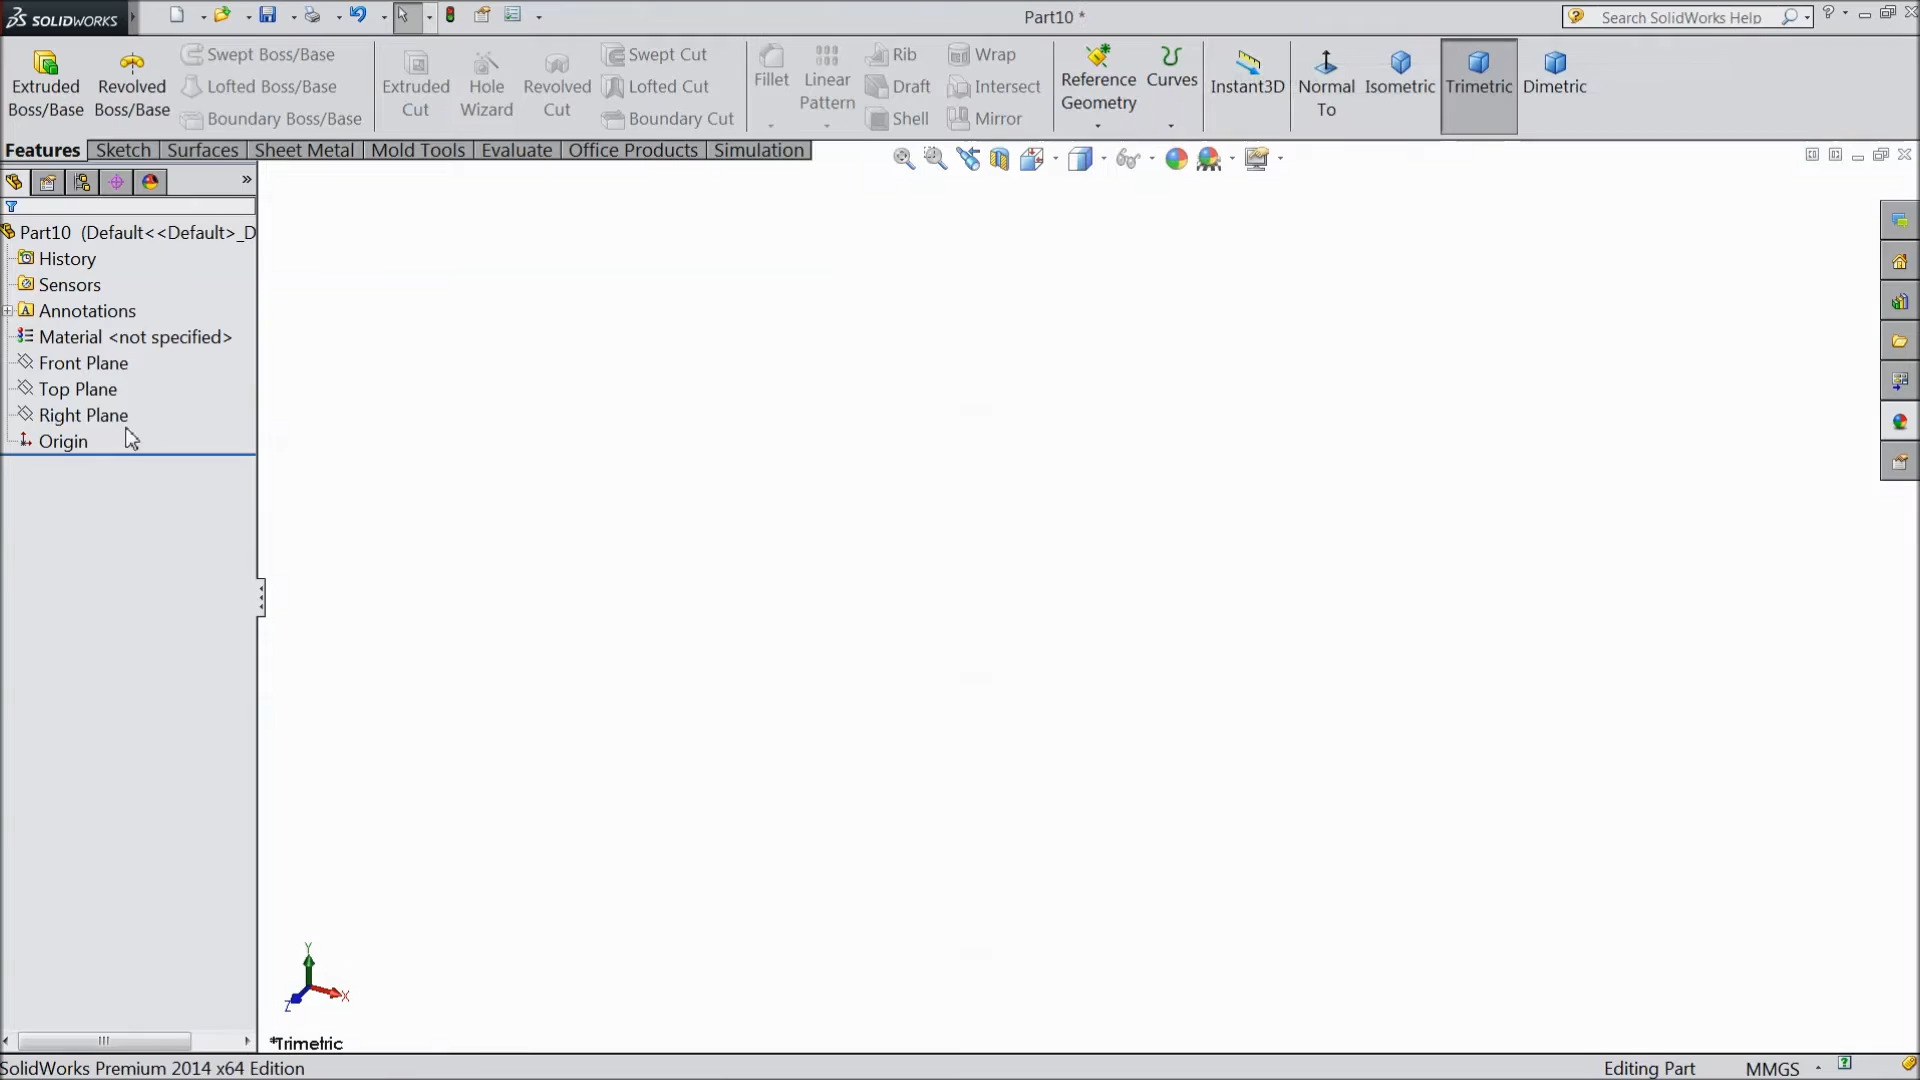 SOLIDWORKS
Part10 *
Search SolidWorks Help
Extruded Boss/Base
Revolved Boss/Base
Swept Boss/Base
Lofted Boss/Base
Boundary Boss/Base
Extruded Cut
Hole Wizard
Revolved Cut
Swept Cut
Lofted Cut
Boundary Cut
Fillet
Linear Pattern
Rib
Draft
Shell
Wrap
Intersect
Mirror
Reference Geometry
Curves
Instant3D
Normal To
Isometric
Trimetric
Dimetric
Features
Sketch
Surfaces
Sheet Metal
Mold Tools
Evaluate
Office Products
Simulation
Part10 (Default<<Default>_D
History
Sensors
Annotations
Material <not specified>
Front Plane
Top Plane
Right Plane
Origin
Y
X
Z
*Trimetric
SolidWorks Premium 2014 x64 Edition
Editing Part
MMGS